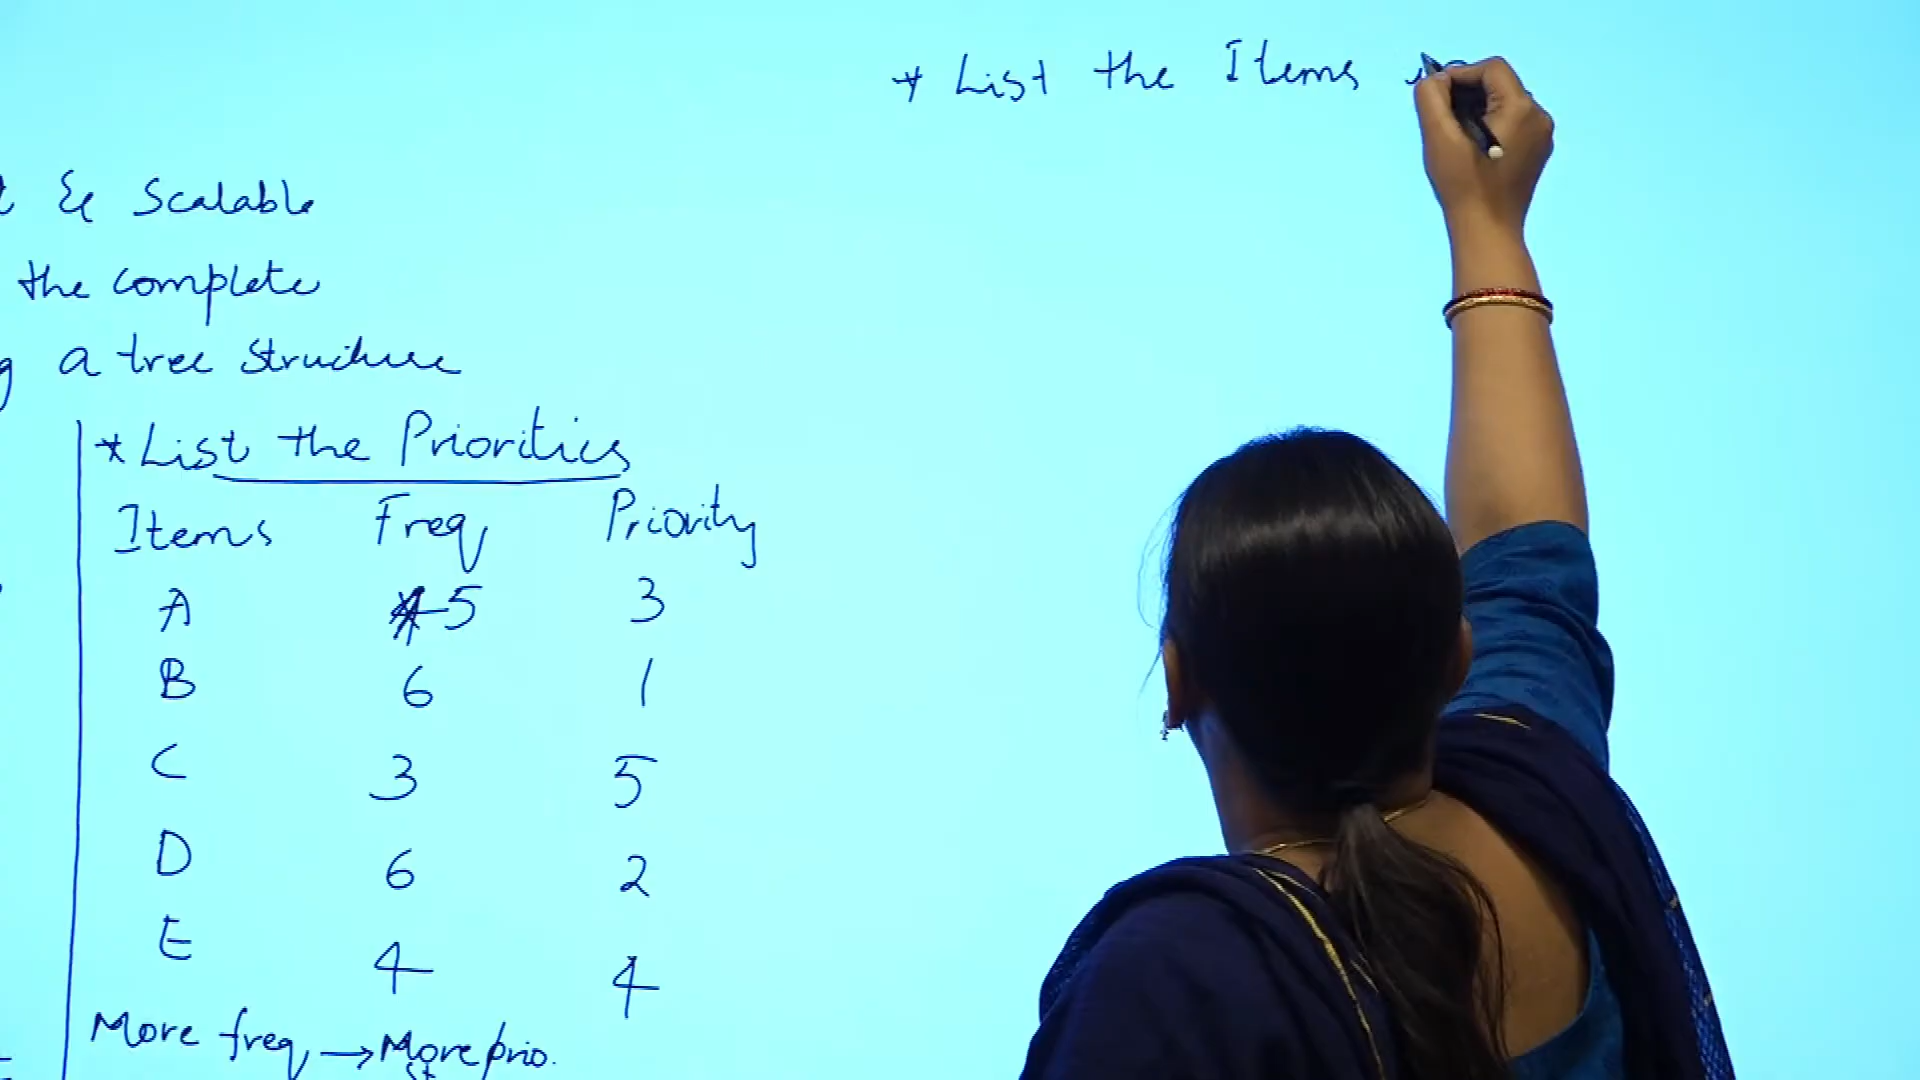 * List the Items
& Scalable
the complete
g a tree structure
* List the Priorities
Items Freq Priority
A 5 3
B 6 1
C 3 5
D 6 2
E 4 4
More freq → More prio.
st